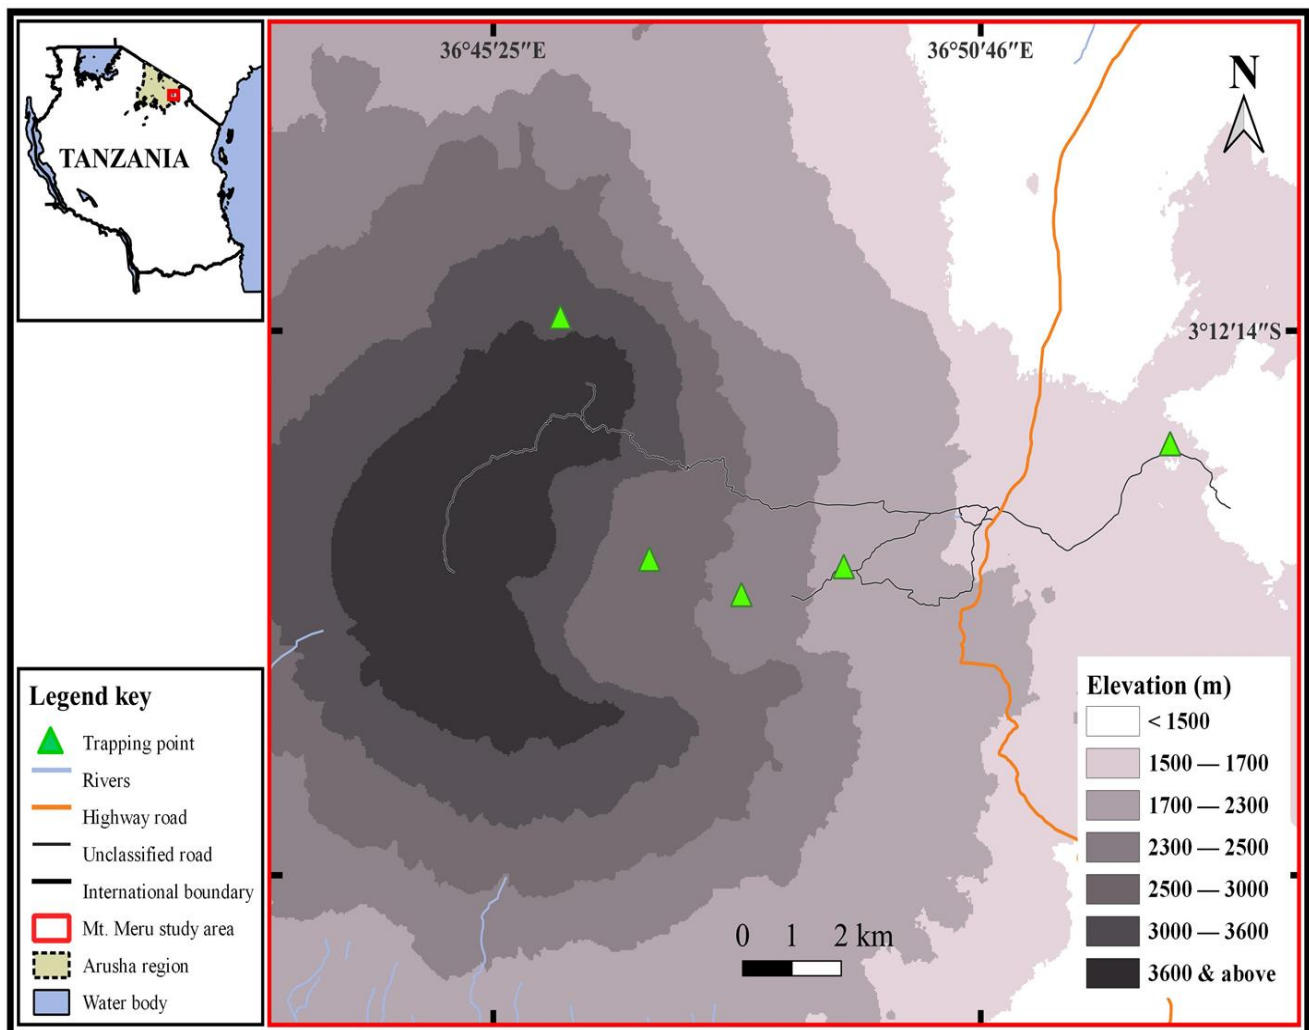 36°45′25″E
36°50′46″E
N
TANZANIA
3°12′14″S
Legend key
Trapping point
Rivers
Highway road
Unclassified road
International boundary
Mt. Meru study area
Arusha region
Water body
Elevation (m)
< 1500
1500 — 1700
1700 — 2300
2300 — 2500
2500 — 3000
3000 — 3600
3600 & above
0 1 2 km